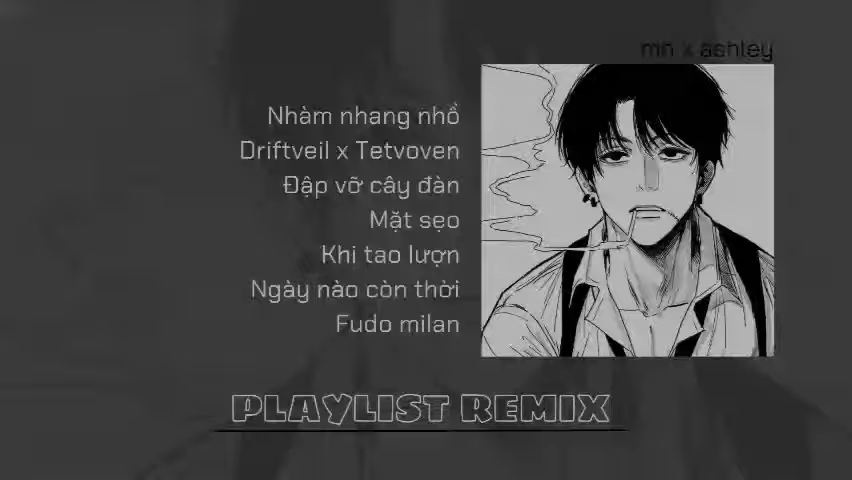 mn x ashley
Nhàm nhang nhồ
Driftveil x Tetvoven
Đập vỡ cây đàn
Mặt sẹo
Khi tao lượn
Ngày nào còn thời
Fudo milan
PLAYLIST REMIX